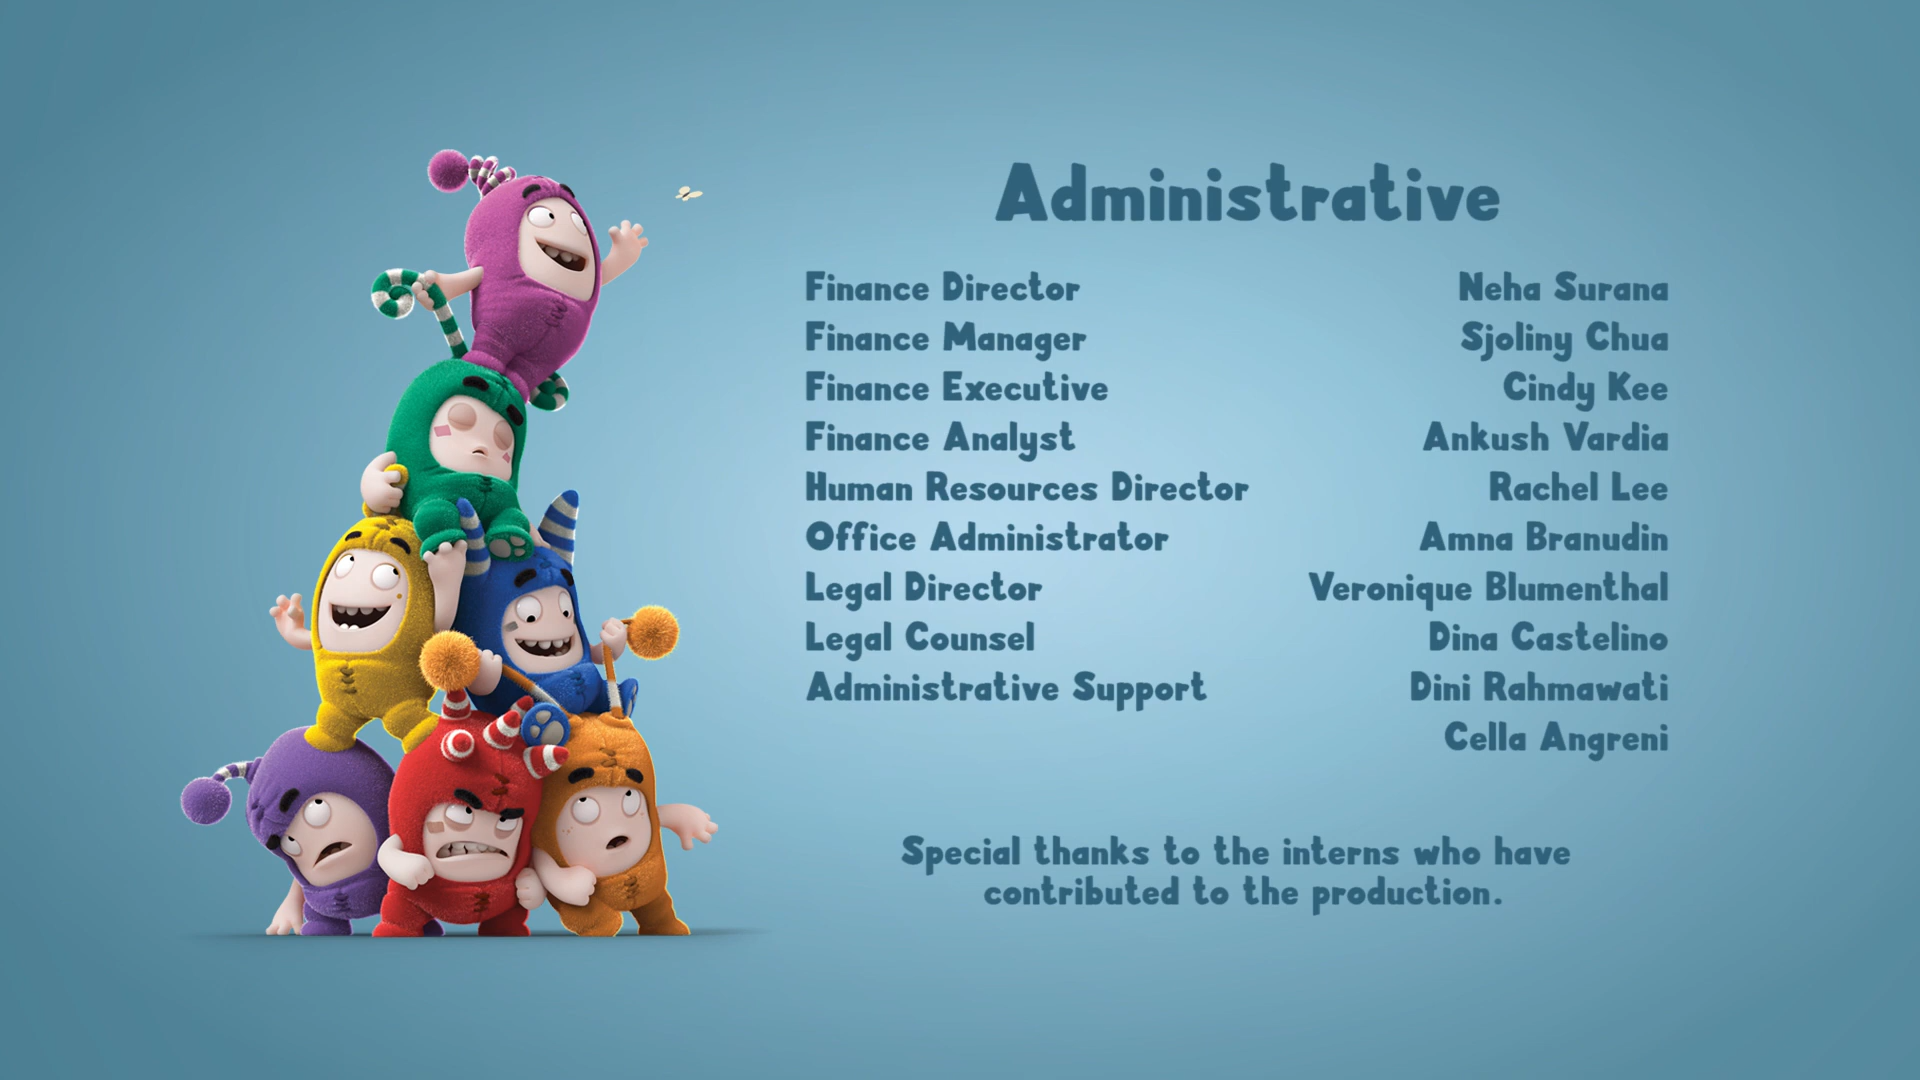 Administrative
Finance Director Neha Surana
Finance Manager Sjoliny Chua
Finance Executive Cindy Kee
Finance Analyst Ankush Vardia
Human Resources Director Rachel Lee
Office Administrator Amna Branudin
Legal Director Veronique Blumenthal
Legal Counsel Dina Castelino
Administrative Support Dini Rahmawati
Cella Angreni
Special thanks to the interns who have
contributed to the production.